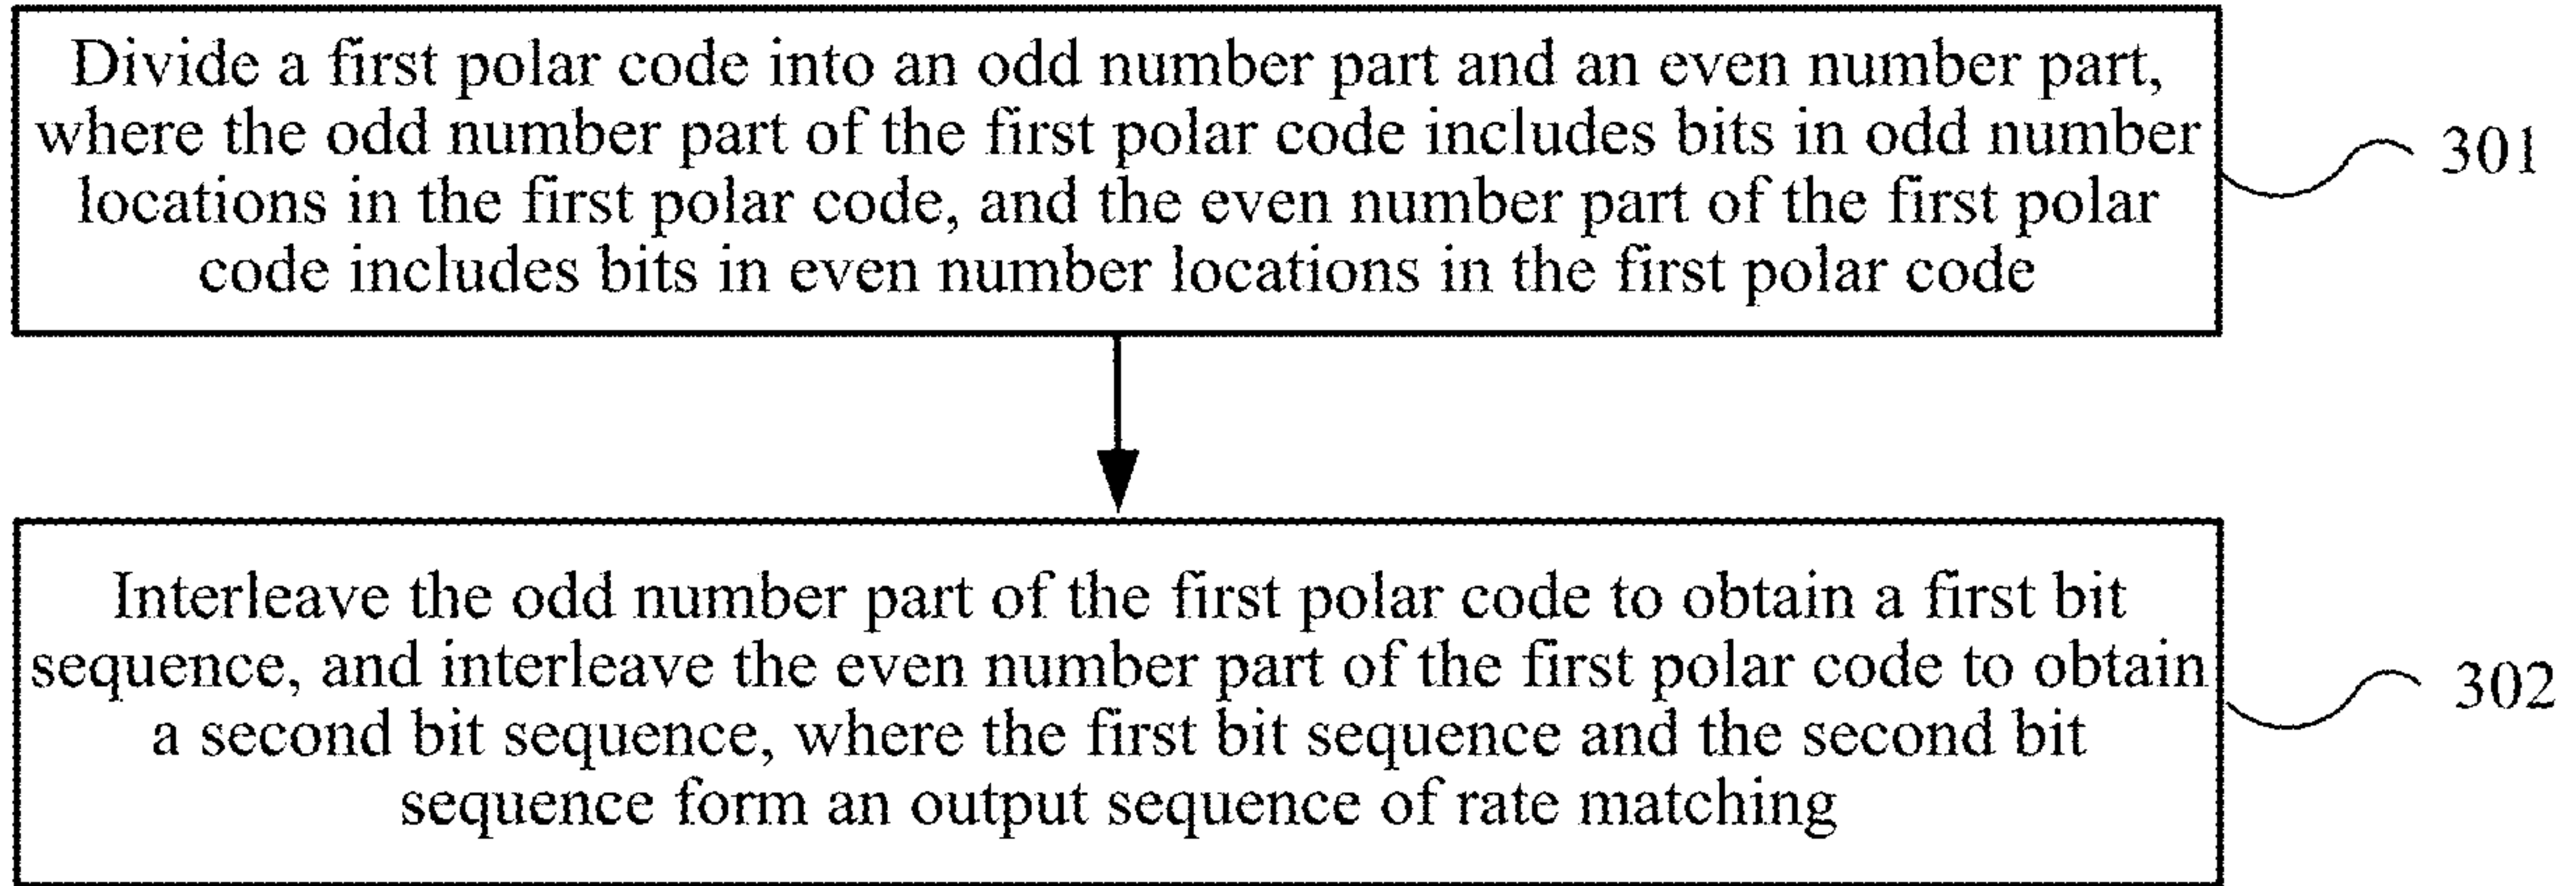 Divide a first polar code into an odd number part and an even number part,
where the odd number part of the first polar code includes bits in odd number
locations in the first polar code, and the even number part of the first polar
code includes bits in even number locations in the first polar code
301
Interleave the odd number part of the first polar code to obtain a first bit
sequence, and interleave the even number part of the first polar code to obtain
a second bit sequence, where the first bit sequence and the second bit
sequence form an output sequence of rate matching
302